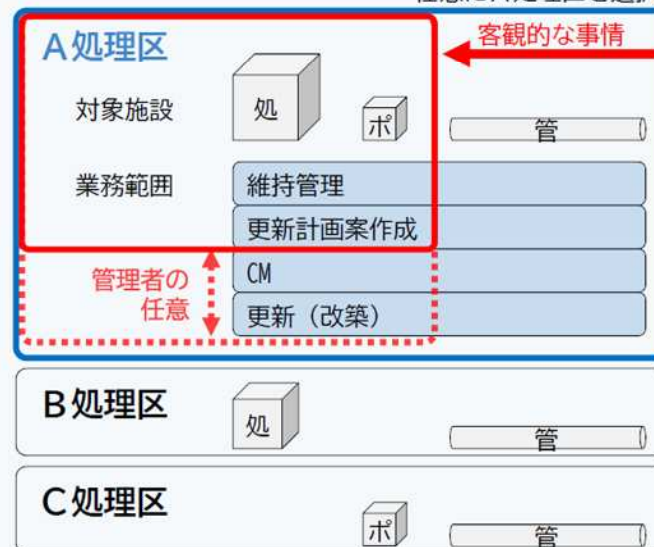 A処理区
客観的な事情
対象施設
処
ポ
管
業務範囲
維持管理
更新計画案作成
管理者の
任意
CM
更新（改築）
B処理区
処
管
C処理区
ポ
管